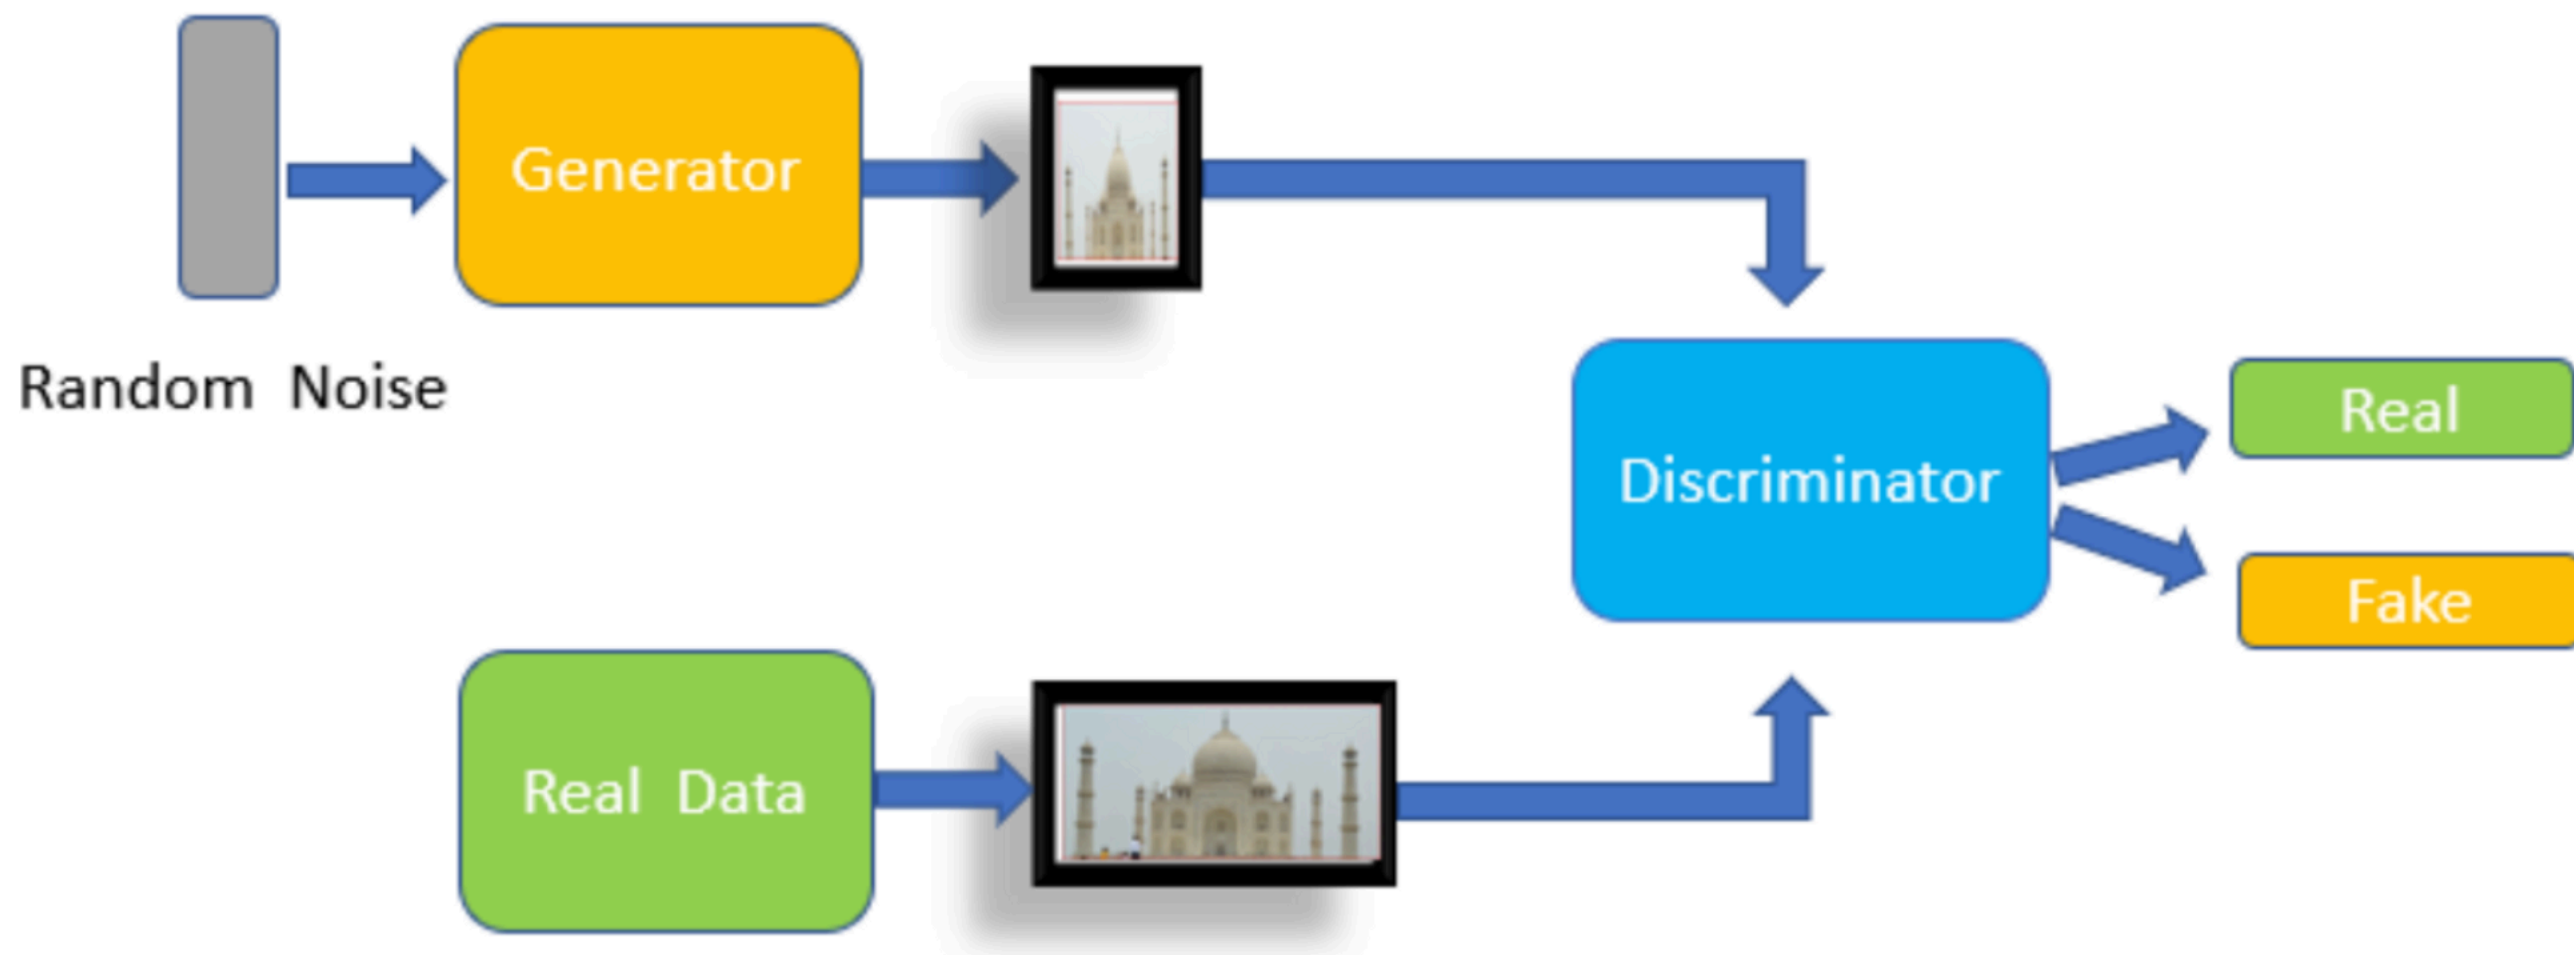 Generator
Random Noise
Discriminator
Real
Fake
Real Data